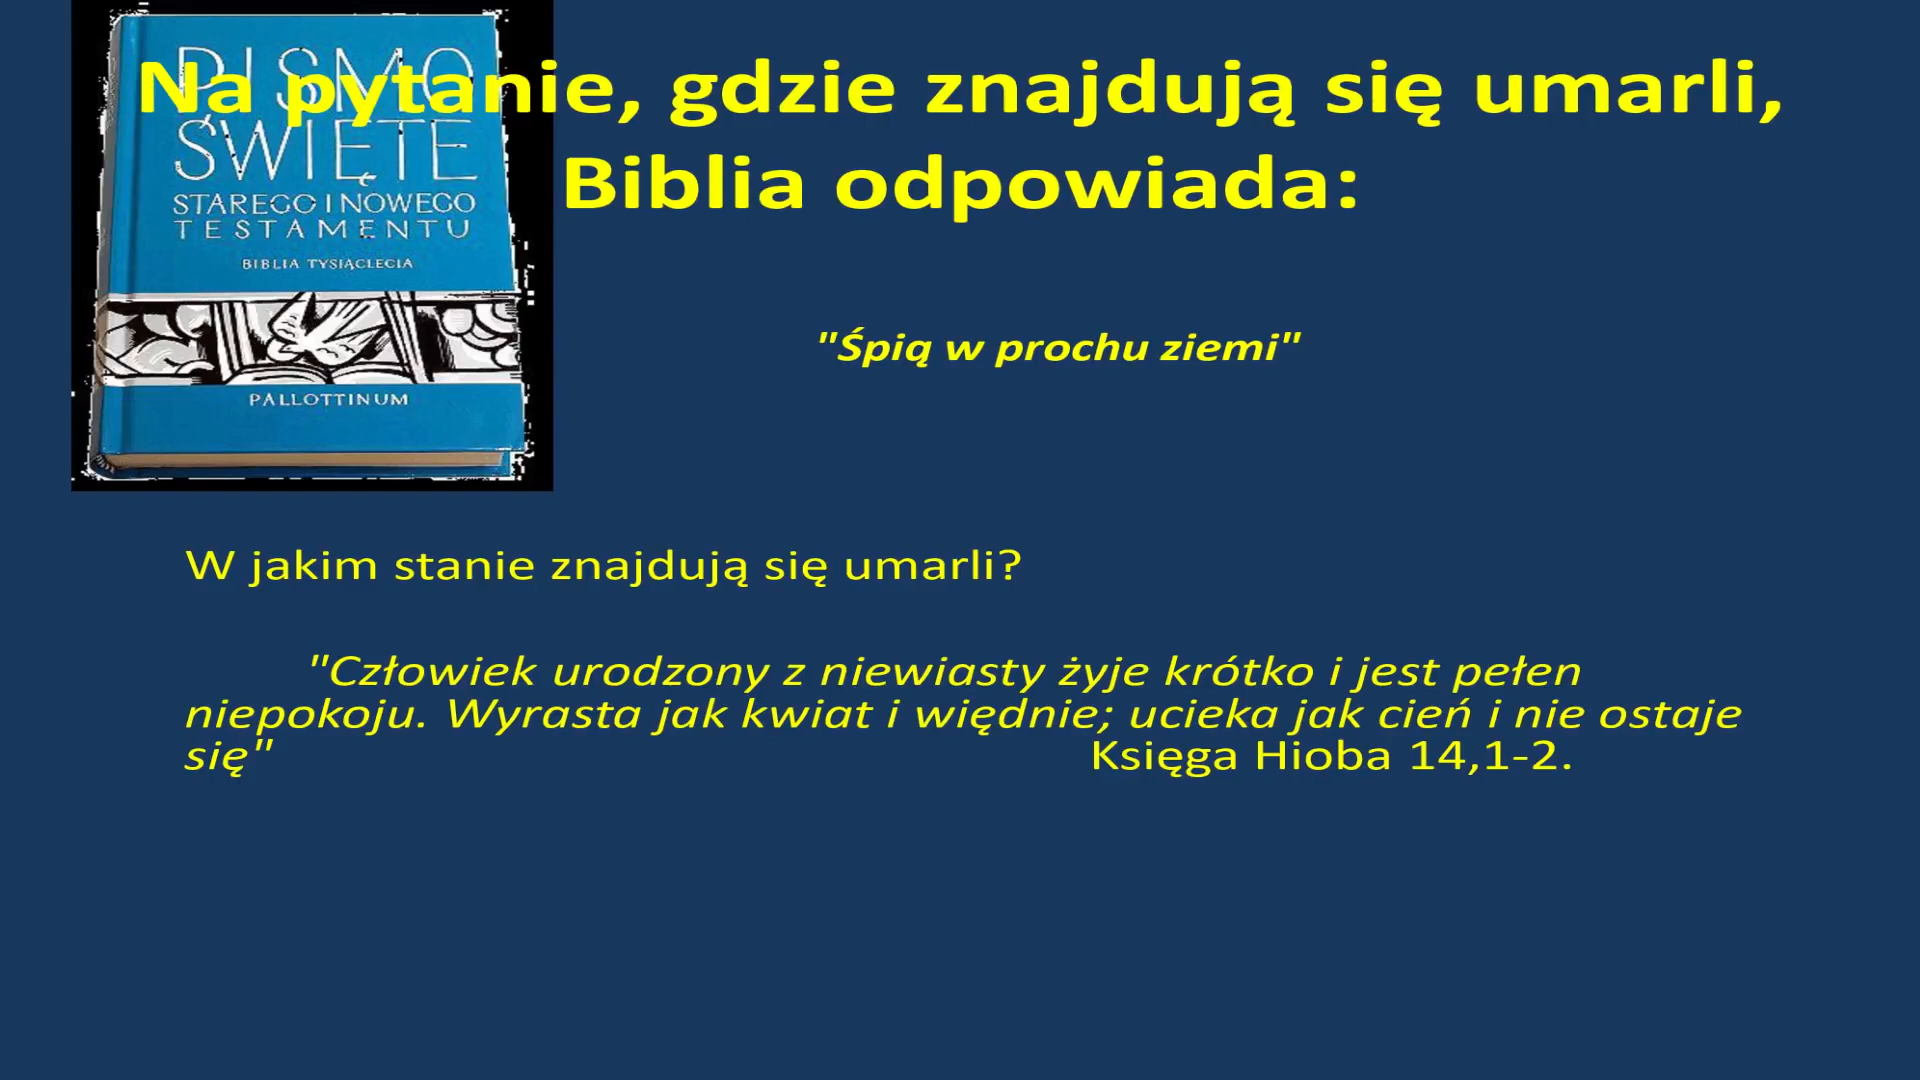 PISMO
ŚWIĘTE
STAREGO I NOWEGO
TESTAMENTU
BIBLIA TYSIĄCLECIA
PALLOTTINUM
Na pytanie, gdzie znajdują się umarli,
Biblia odpowiada:
"Śpią w prochu ziemi"
W jakim stanie znajdują się umarli?
"Człowiek urodzony z niewiasty żyje krótko i jest pełen
niepokoju. Wyrasta jak kwiat i więdnie; ucieka jak cień i nie ostaje
się" Księga Hioba 14,1-2.